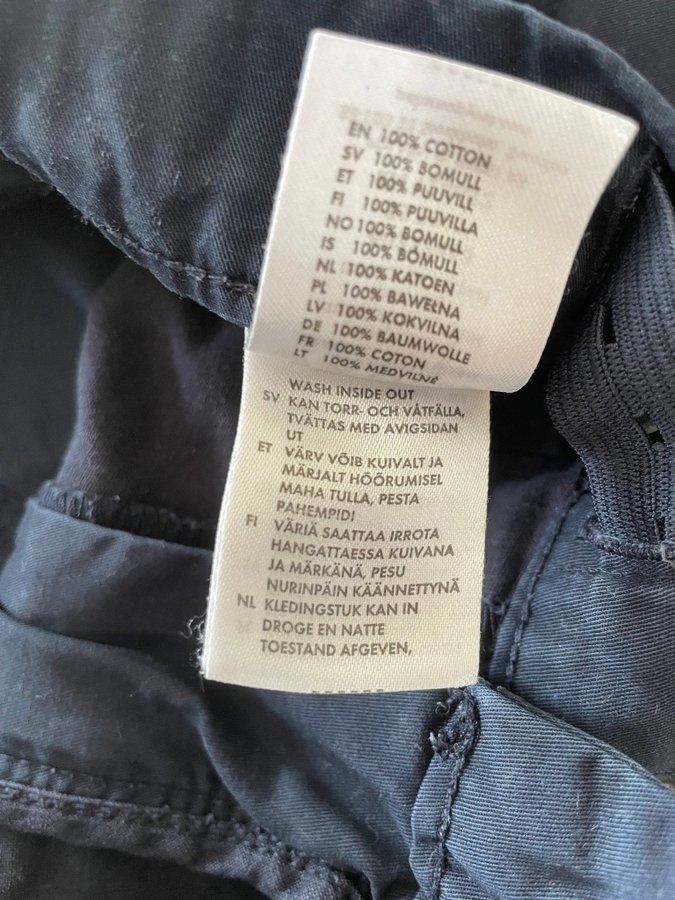 EN 100% COTTON
SV 100% BOMULL
ET 100% PUUVILL
FI 100% PUUVILLA
NO 100% BOMULL
IS 100% BÓMULL
NL 100% KATOEN
PL 100% BAWEŁNA
LV 100% KOKVILNA
DE 100% BAUMWOLLE
FR 100% COTON
LT 100% MEDVILNĖ
WASH INSIDE OUT
SV KAN TORR- OCH VÅTFÄLLA,
TVÄTTAS MED AVIGSIDAN
UT
ET VÄRV VÕIB KUIVALT JA
MÄRJALT HÕÕRUMISEL
MAHA TULLA, PESTA
PAHEMPIDI
FI VÄRIÄ SAATTAA IRROTA
HANGATTAESSA KUIVANA
JA MÄRKÄNÄ, PESU
NURINPÄIN KÄÄNNETTYNÄ
NL KLEDINGSTUK KAN IN
DROGE EN NATTE
TOESTAND AFGEVEN,